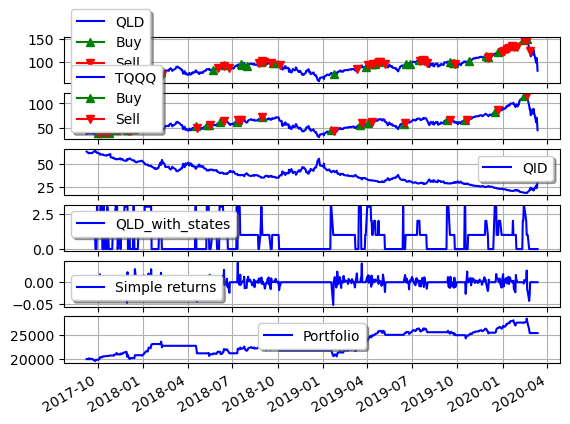 QLD
Buy
Sell
150
100
TQQQ
Buy
Sell
100
50
QID
50
25
QLD_with_states
2.5
0.0
Simple returns
0.00
−0.05
Portfolio
25000
20000
2017-10 2018-01 2018-04 2018-07 2018-10 2019-01 2019-04 2019-07 2019-10 2020-01 2020-04